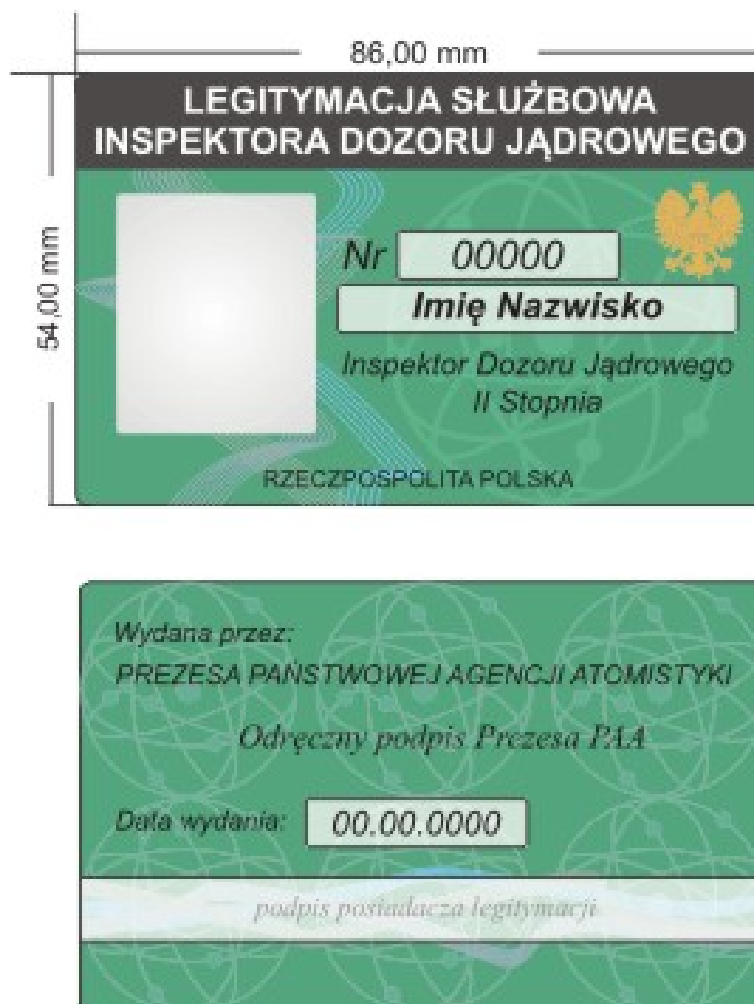 86,00 mm
54,00 mm
LEGITYMACJA SŁUŻBOWA
INSPEKTORA DOZORU JĄDROWEGO
Nr 00000
Imię Nazwisko
Inspektor Dozoru Jądrowego
II Stopnia
RZECZPOSPOLITA POLSKA
Wydana przez:
PREZESA PAŃSTWOWEJ AGENCJI ATOMISTYKI
Odręczny podpis Prezesa PAA
Data wydania: 00.00.0000
podpis posiadacza legitymacji